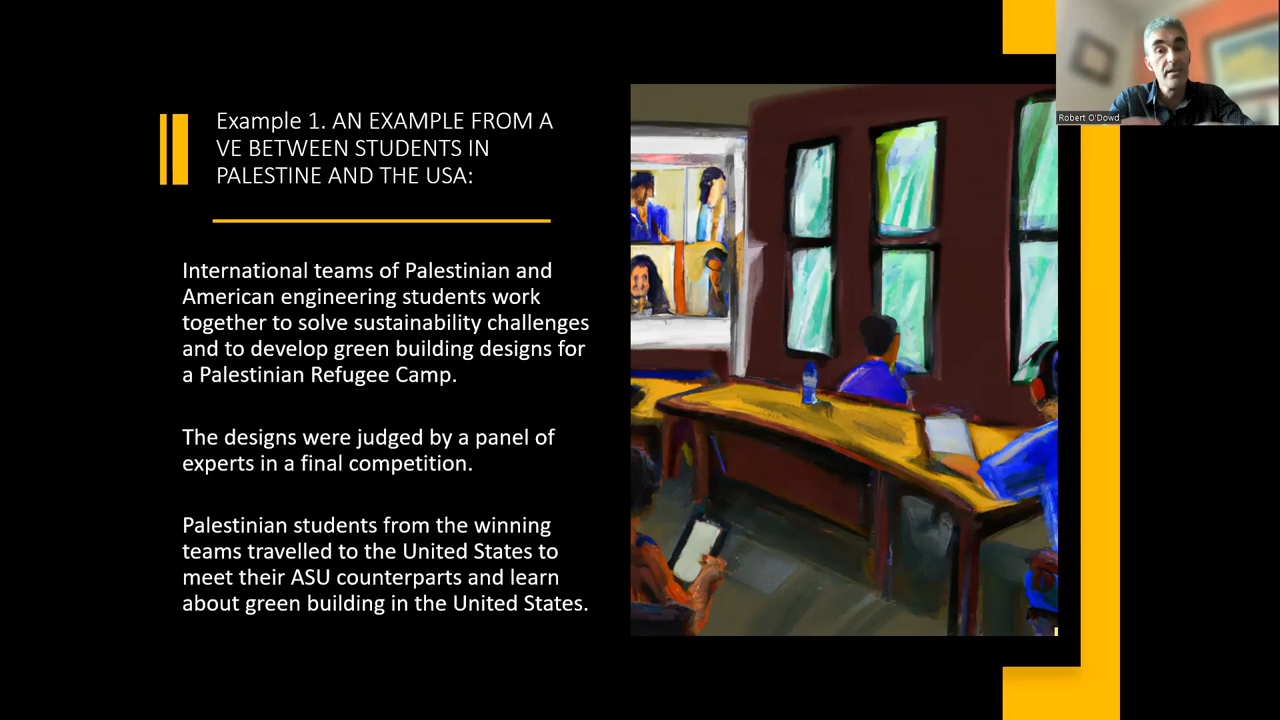 Example 1. AN EXAMPLE FROM A
VE BETWEEN STUDENTS IN
PALESTINE AND THE USA:
International teams of Palestinian and
American engineering students work
together to solve sustainability challenges
and to develop green building designs for
a Palestinian Refugee Camp.
The designs were judged by a panel of
experts in a final competition.
Palestinian students from the winning
teams travelled to the United States to
meet their ASU counterparts and learn
about green building in the United States.
Robert O'Dowd